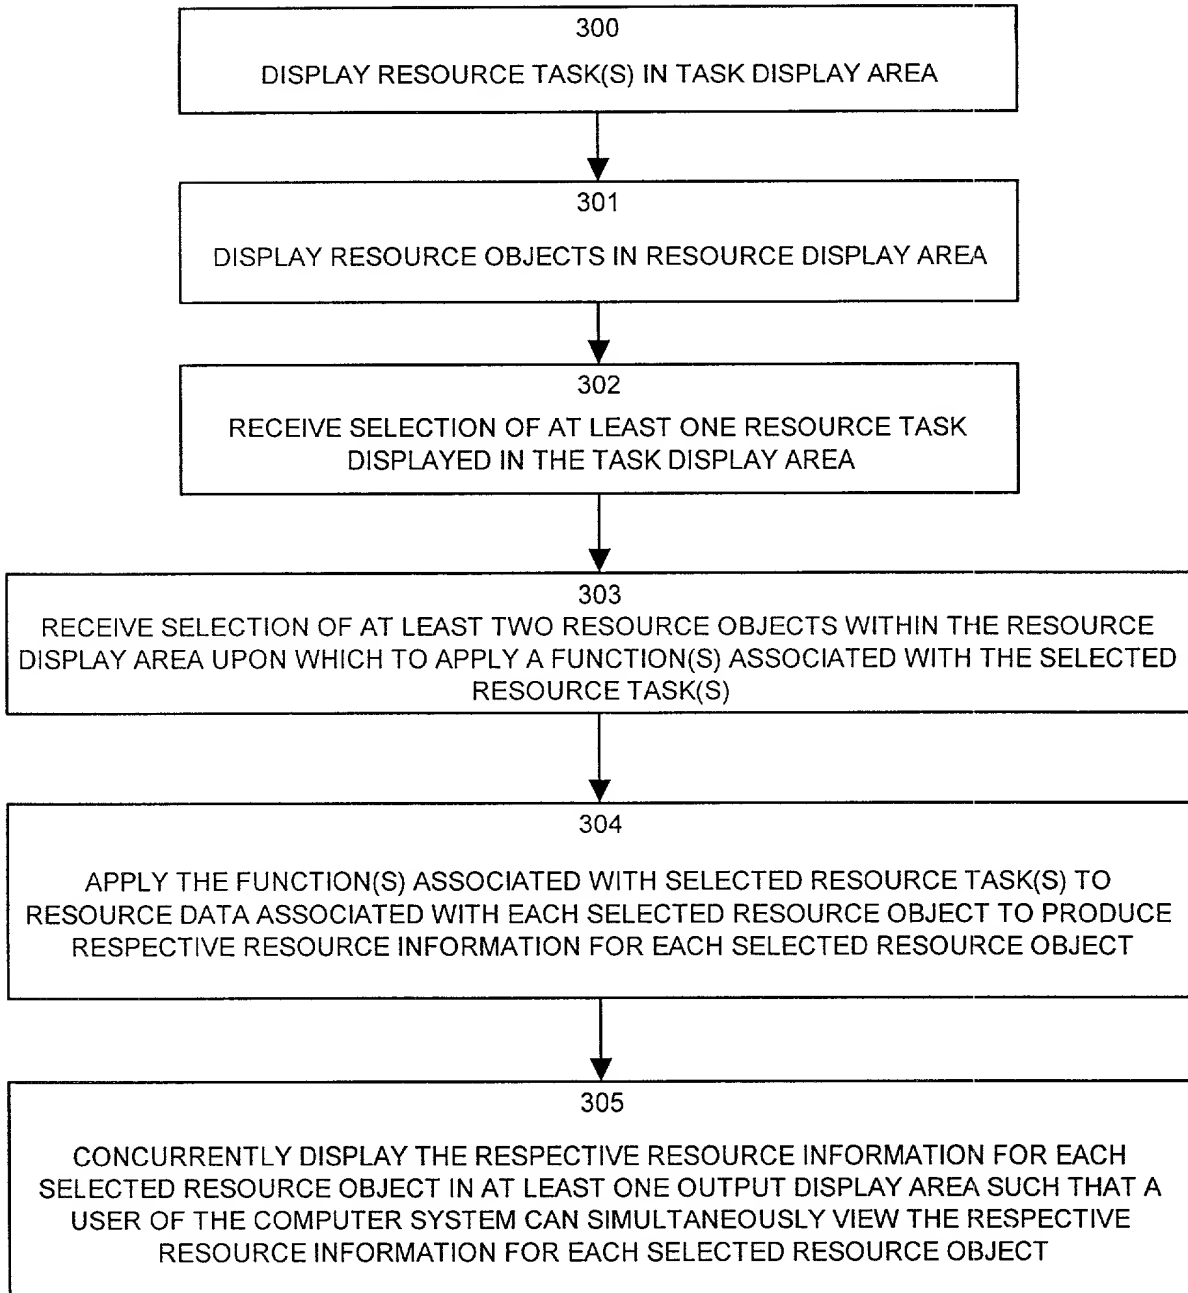 300
DISPLAY RESOURCE TASK(S) IN TASK DISPLAY AREA
301
DISPLAY RESOURCE OBJECTS IN RESOURCE DISPLAY AREA
302
RECEIVE SELECTION OF AT LEAST ONE RESOURCE TASK
DISPLAYED IN THE TASK DISPLAY AREA
303
RECEIVE SELECTION OF AT LEAST TWO RESOURCE OBJECTS WITHIN THE RESOURCE
DISPLAY AREA UPON WHICH TO APPLY A FUNCTION(S) ASSOCIATED WITH THE SELECTED
RESOURCE TASK(S)
304
APPLY THE FUNCTION(S) ASSOCIATED WITH SELECTED RESOURCE TASK(S) TO
RESOURCE DATA ASSOCIATED WITH EACH SELECTED RESOURCE OBJECT TO PRODUCE
RESPECTIVE RESOURCE INFORMATION FOR EACH SELECTED RESOURCE OBJECT
305
CONCURRENTLY DISPLAY THE RESPECTIVE RESOURCE INFORMATION FOR EACH
SELECTED RESOURCE OBJECT IN AT LEAST ONE OUTPUT DISPLAY AREA SUCH THAT A
USER OF THE COMPUTER SYSTEM CAN SIMULTANEOUSLY VIEW THE RESPECTIVE
RESOURCE INFORMATION FOR EACH SELECTED RESOURCE OBJECT